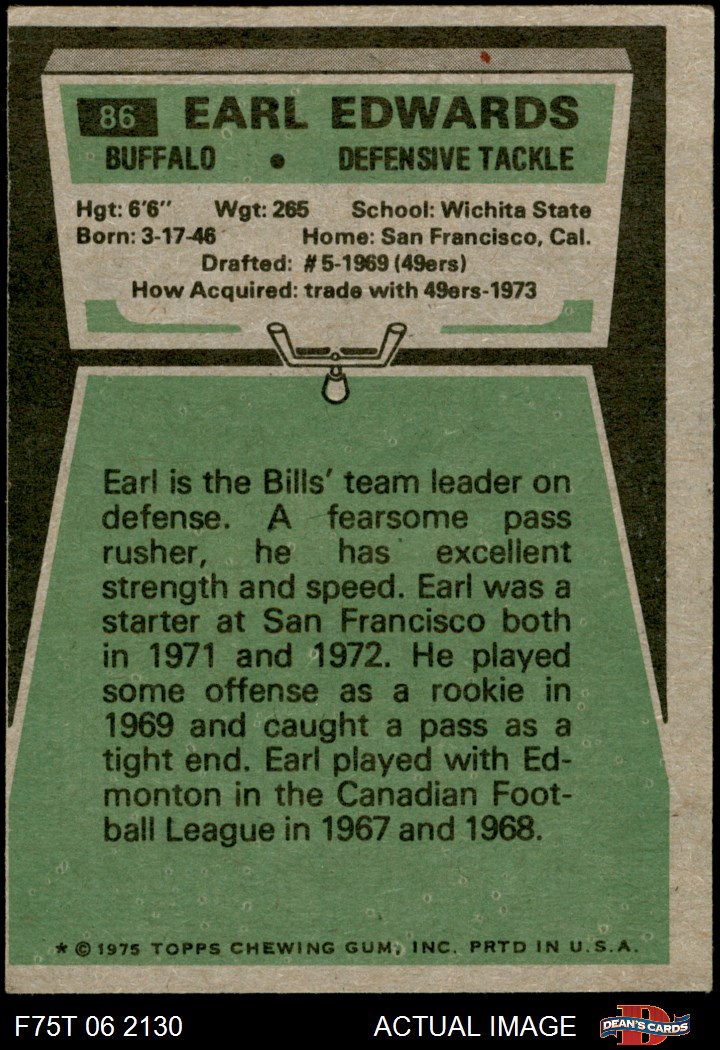 86 EARL EDWARDS
BUFFALO • DEFENSIVE TACKLE
Hgt: 6'6" Wgt: 265 School: Wichita State
Born: 3-17-46 Home: San Francisco, Cal.
Drafted: #5-1969 (49ers)
How Acquired: trade with 49ers-1973
Earl is the Bills' team leader on
defense. A fearsome pass
rusher, he has excellent
strength and speed. Earl was a
starter at San Francisco both
in 1971 and 1972. He played
some offense as a rookie in
1969 and caught a pass as a
tight end. Earl played with Ed-
monton in the Canadian Foot-
ball League in 1967 and 1968.
* © 1975 TOPPS CHEWING GUM, INC. PRTD IN U.S.A.
F75T 06 2130 ACTUAL IMAGE D DEAN'S CARDS